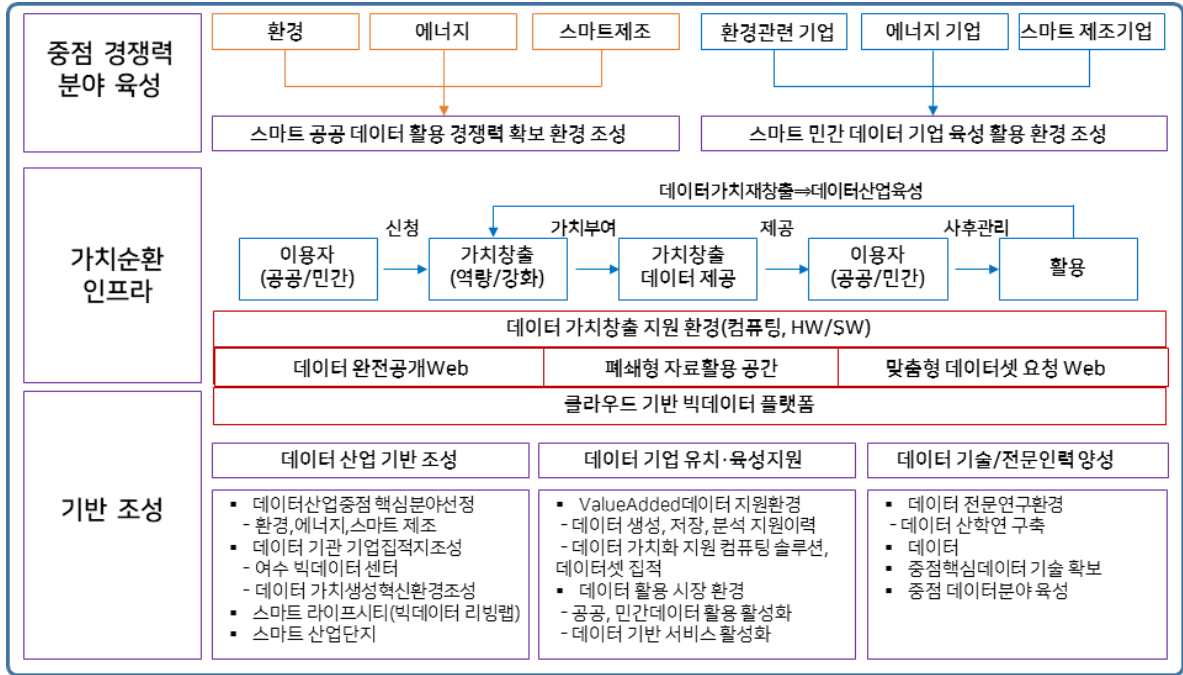 중점 경쟁력
분야 육성
환경
에너지
스마트제조
환경관련 기업
에너지 기업
스마트 제조기업
스마트 공공 데이터 활용 경쟁력 확보 환경 조성
스마트 민간 데이터 기업 육성 활용 환경 조성
가치순환
인프라
데이터가치재창출⇒데이터산업육성
신청
가치부여
제공
사후관리
이용자
(공공/민간)
가치창출
(역량/강화)
가치창출
데이터 제공
이용자
(공공/민간)
활용
데이터 가치창출 지원 환경(컴퓨팅, HW/SW)
데이터 완전공개Web
폐쇄형 자료활용 공간
맞춤형 데이터셋 요청 Web
클라우드 기반 빅데이터 플랫폼
기반 조성
데이터 산업 기반 조성
▪ 데이터산업중점핵심분야선정
- 환경,에너지,스마트 제조
▪ 데이터 기관 기업집적지조성
- 여수 빅데이터 센터
- 데이터 가치생성혁신환경조성
▪ 스마트 라이프시티(빅데이터 리빙랩)
▪ 스마트 산업단지
데이터 기업 유치·육성지원
▪ ValueAdded데이터 지원환경
- 데이터 생성, 저장, 분석 지원이력
- 데이터 가치화 지원 컴퓨팅 솔루션,
데이터셋 집적
▪ 데이터 활용 시장 환경
- 공공, 민간데이터 활용 활성화
- 데이터 기반 서비스 활성화
데이터 기술/전문인력 양성
▪ 데이터 전문연구환경
- 데이터 산학연 구축
▪ 데이터
▪ 중점핵심데이터 기술 확보
▪ 중점 데이터분야 육성